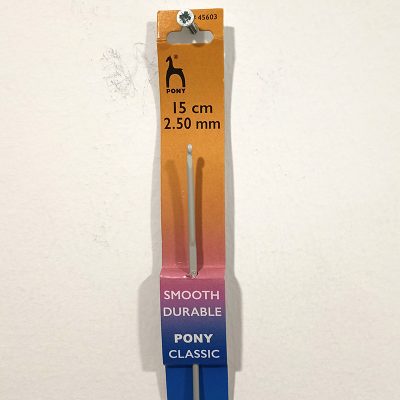 45603
®
PONY
15 cm
2.50 mm
SMOOTH
DURABLE
PONY
CLASSIC